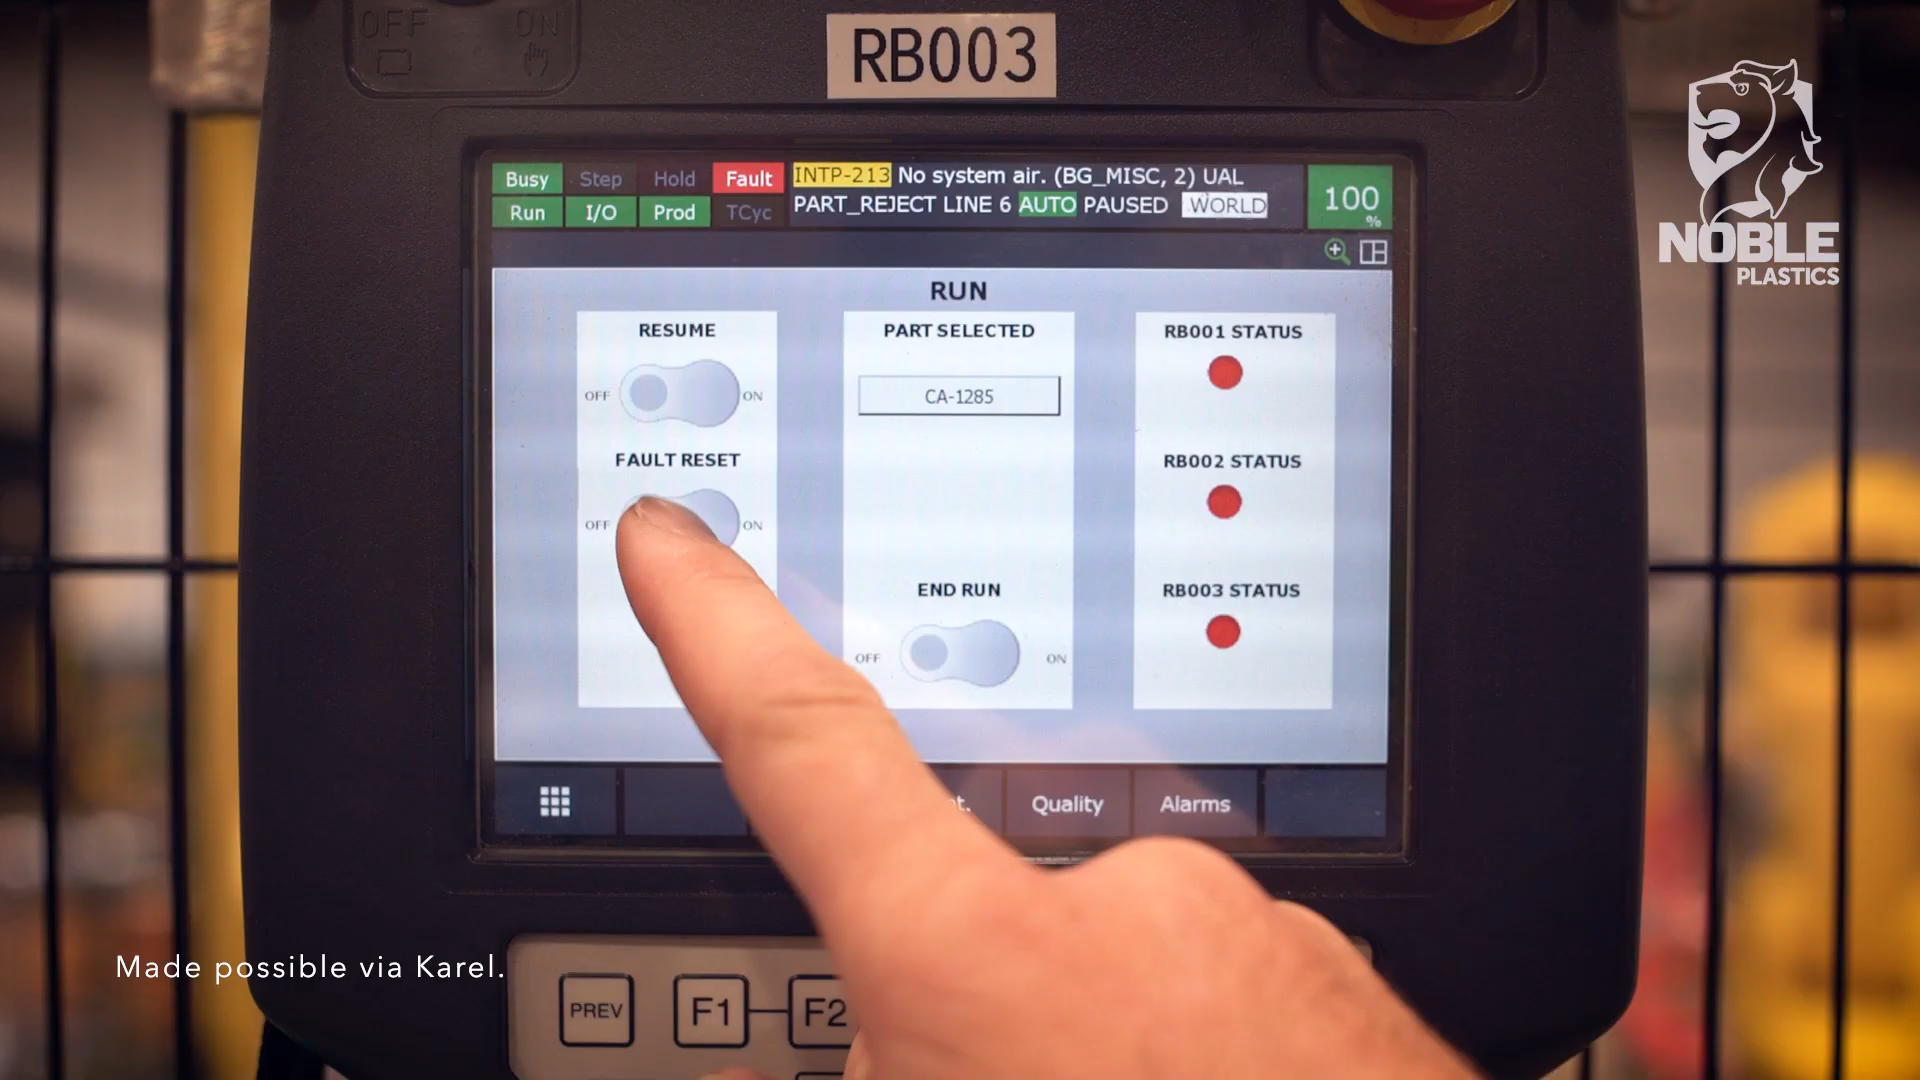 OFF ON
RB003
NOBLE
PLASTICS
Busy Step Hold Fault INTP-213 No system air. (BG_MISC, 2) UAL
Run I/O Prod TCyc PART_REJECT LINE 6 AUTO PAUSED WORLD
100
%
RUN
RESUME
OFF ON
FAULT RESET
OFF ON
PART SELECTED
CA-1285
END RUN
OFF ON
RB001 STATUS
RB002 STATUS
RB003 STATUS
Quality Alarms
Made possible via Karel.
PREV F1 F2